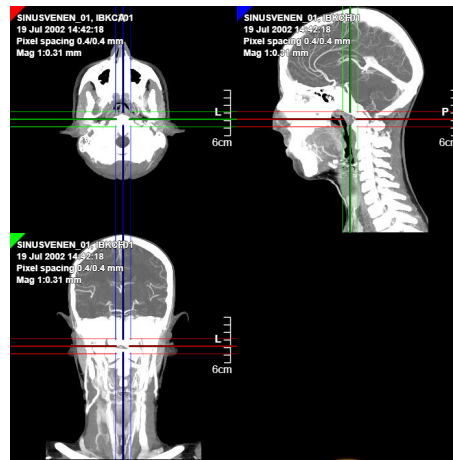 SINUSVENEN_01, IBKCF01
19 Jul 2002 14:42:18
Pixel spacing 0.4/0.4 mm
Mag 1:0.31 mm
L
6cm
SINUSVENEN_01, IBKCF01
19 Jul 2002 14:42:18
Pixel spacing 0.4/0.4 mm
Mag 1:0.31 mm
P
6cm
SINUSVENEN_01, IBKCF01
19 Jul 2002 14:42:18
Pixel spacing 0.4/0.4 mm
Mag 1:0.31 mm
L
6cm